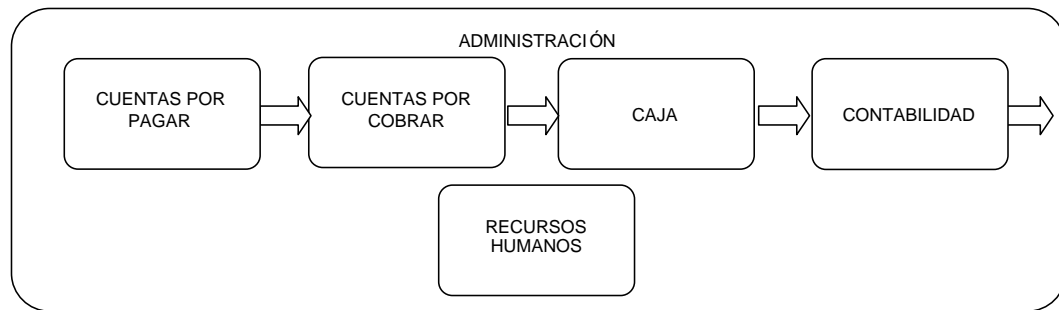 ADMINISTRACIÓN
CUENTAS POR
PAGAR
CUENTAS POR
COBRAR
CAJA
CONTABILIDAD
RECURSOS
HUMANOS